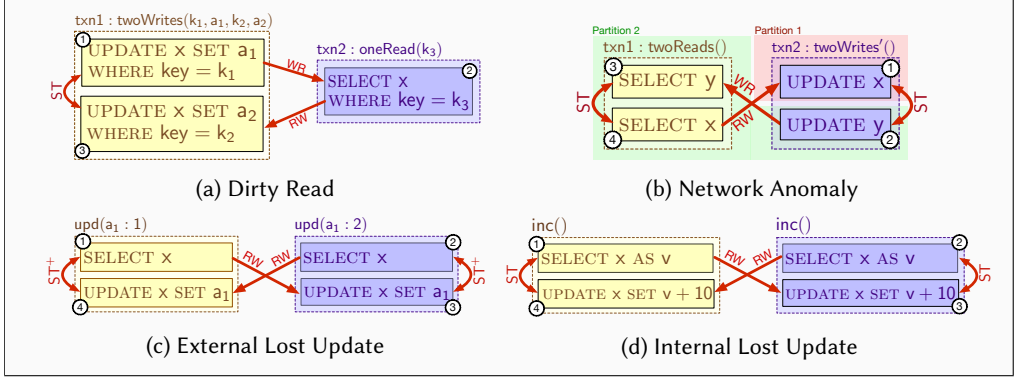 txn1 : twoWrites(k₁, a₁, k₂, a₂)
1
UPDATE x SET a₁
WHERE key = k₁
ST
UPDATE x SET a₂
WHERE key = k₂
3
WR
RW
txn2 : oneRead(k₃)
2
SELECT x
WHERE key = k₃
(a) Dirty Read
Partition 2
Partition 1
txn1 : twoReads()
3
SELECT y
ST
SELECT x
4
WR
RW
txn2 : twoWrites′()
1
UPDATE x
ST
UPDATE y
2
(b) Network Anomaly
upd(a₁ : 1)
1
SELECT x
ST⁺
UPDATE x SET a₁
4
RW
RW
upd(a₁ : 2)
2
SELECT x
ST⁺
UPDATE x SET a₁
3
(c) External Lost Update
inc()
1
SELECT x AS v
ST
UPDATE x SET v + 10
4
RW
RW
inc()
2
SELECT x AS v
ST
UPDATE x SET v + 10
3
(d) Internal Lost Update